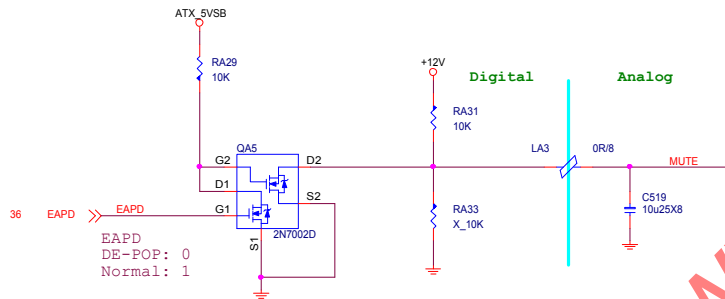 ATX_5VSB
RA29
10K
+12V
Digital
Analog
RA31
10K
QA5
LA3
0R/8
G2
D2
MUTE
D1
S2
C519
10u25X8
RA33
X_10K
36
EAPD
EAPD
G1
2N7002D
S1
EAPD
DE-POP: 0
Normal: 1